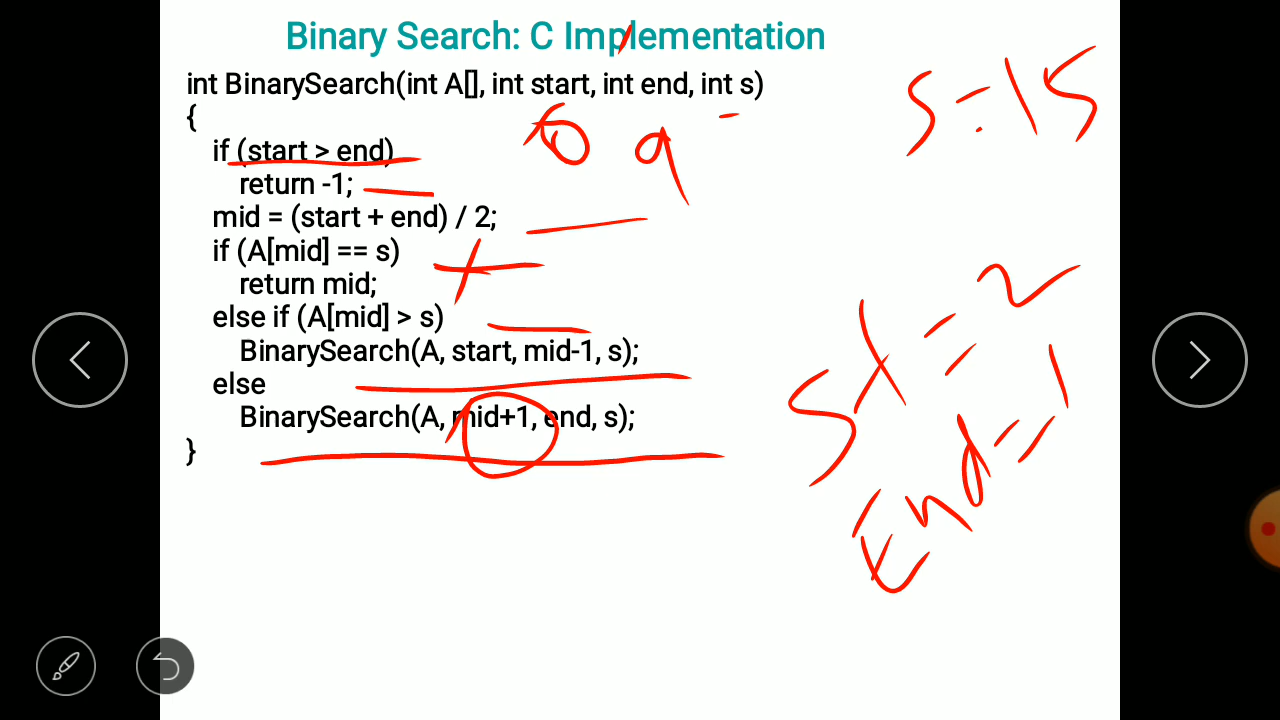 Binary Search: C Implementation
int BinarySearch(int A[], int start, int end, int s)
{
if (start > end)
return -1;
mid = (start + end) / 2;
if (A[mid] == s)
return mid;
else if (A[mid] > s)
BinarySearch(A, start, mid-1, s);
else
BinarySearch(A, mid+1, end, s);
}
0 9
s=15
st=2
End=1